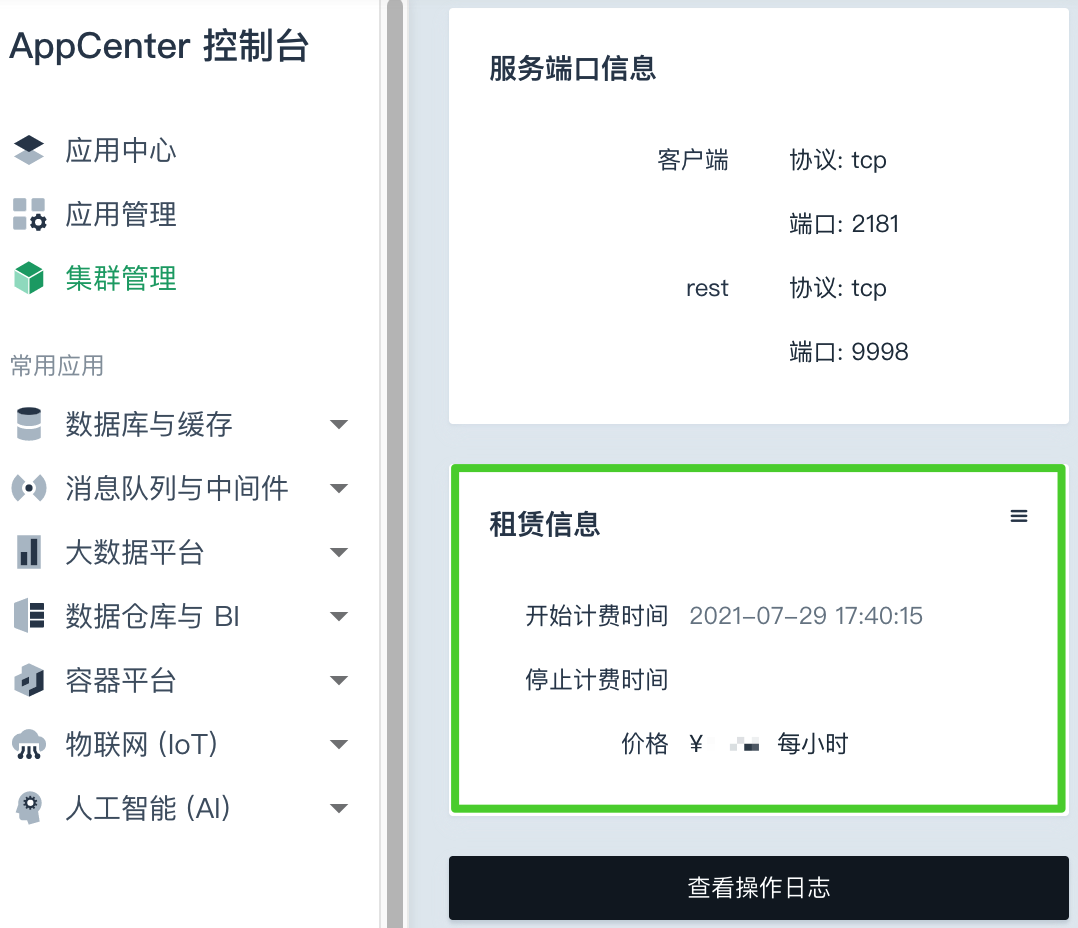 AppCenter 控制台
应用中心
应用管理
集群管理
常用应用
数据库与缓存
消息队列与中间件
大数据平台
数据仓库与 BI
容器平台
物联网 (IoT)
人工智能 (AI)
服务端口信息
客户端 协议: tcp
端口: 2181
rest 协议: tcp
端口: 9998
租赁信息
开始计费时间 2021-07-29 17:40:15
停止计费时间
价格 ¥ 每小时
查看操作日志